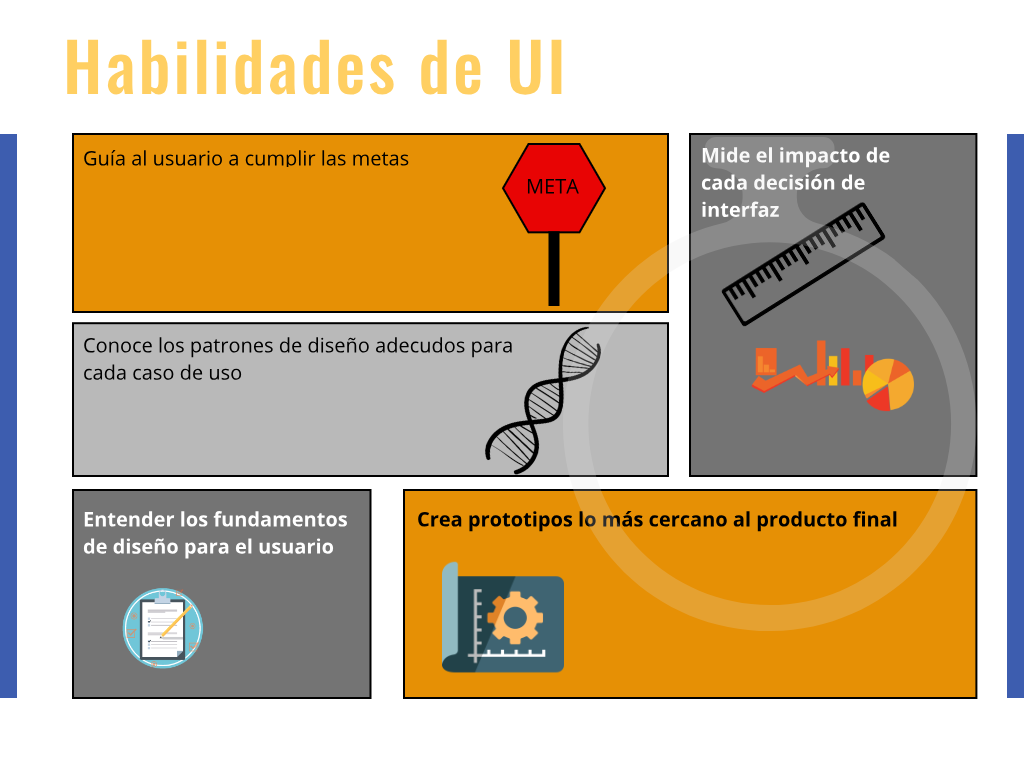 Habilidades de UI
Guía al usuario a cumplir las metas
META
Mide el impacto de
cada decisión de
interfaz
Conoce los patrones de diseño adecudos para
cada caso de uso
Entender los fundamentos
de diseño para el usuario
Crea prototipos lo más cercano al producto final